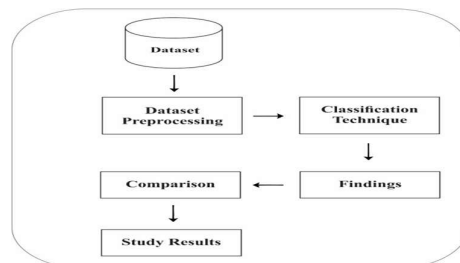 Dataset
Dataset
Preprocessing
Classification
Technique
Comparison
Findings
Study Results